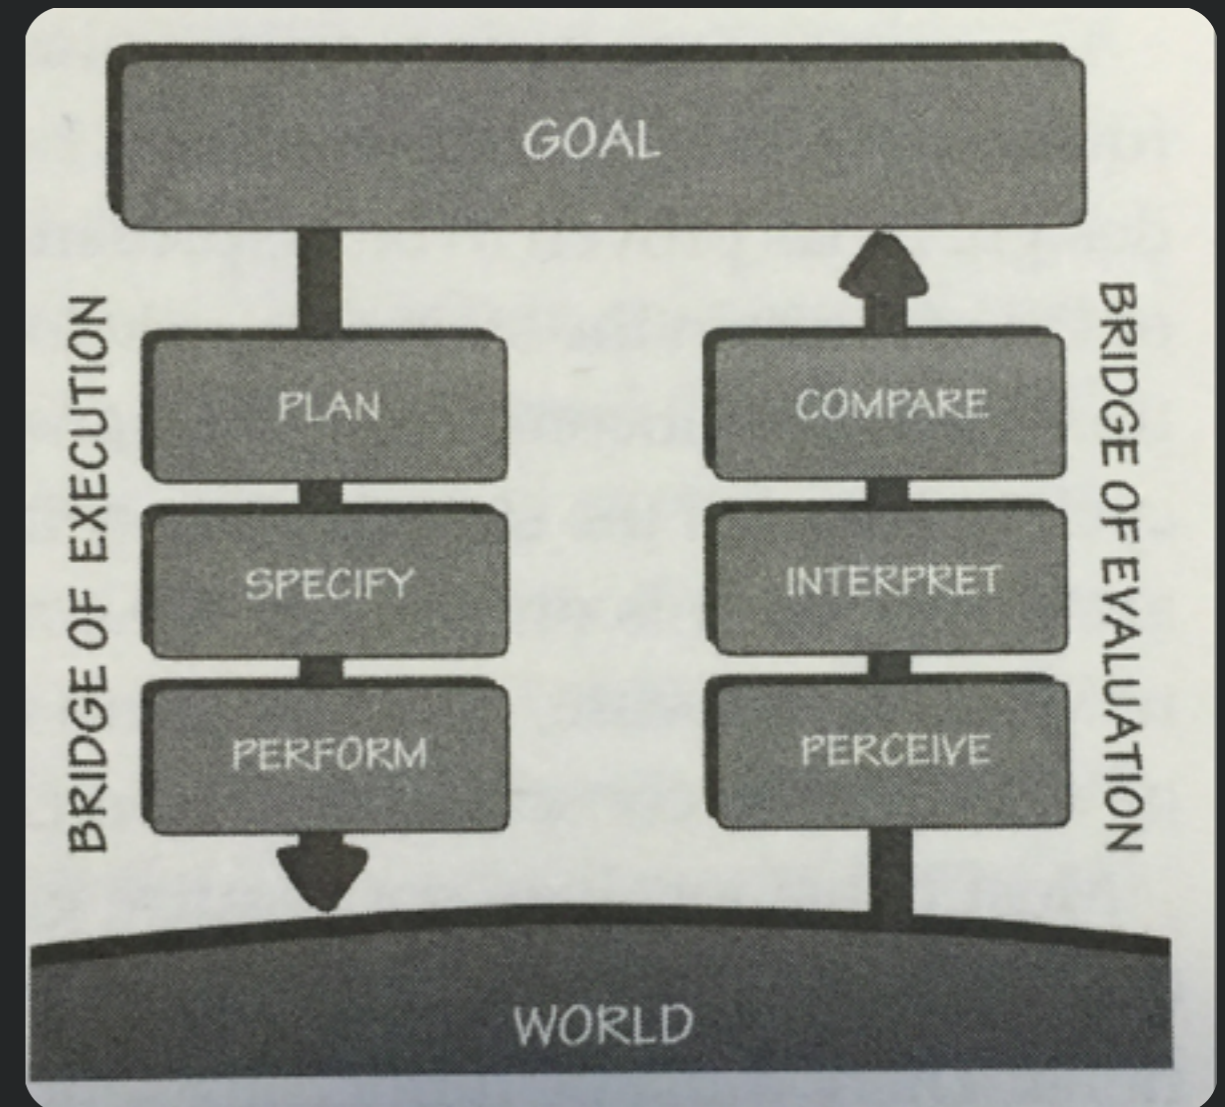 GOAL
BRIDGE OF EXECUTION
PLAN
SPECIFY
PERFORM
COMPARE
INTERPRET
PERCEIVE
BRIDGE OF EVALUATION
WORLD